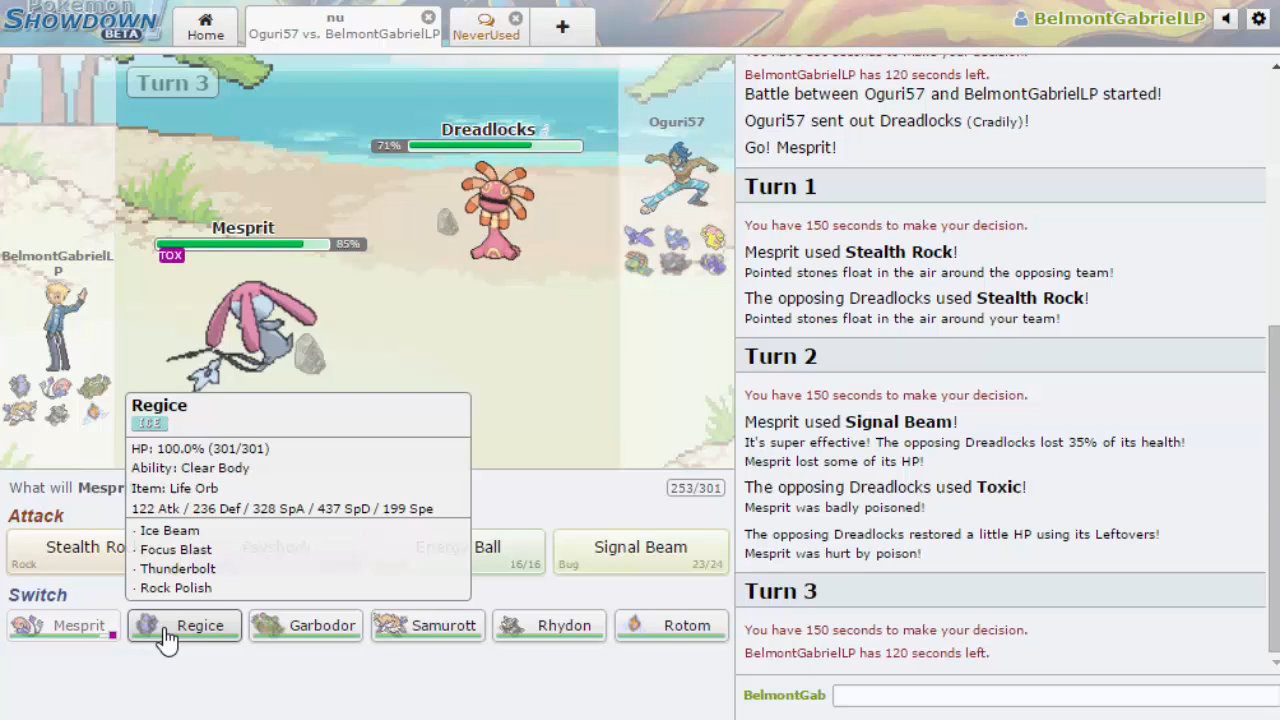 Pokémon
SHOWDOWN
BETA
Home
nu
Oguri57 vs. BelmontGabrielLP
NeverUsed
+
BelmontGabrielLP
Turn 3
Dreadlocks
71%
Mesprit
85%
TOX
BelmontGabrielL
P
Oguri57
Regice
ICE
HP: 100.0% (301/301)
Ability: Clear Body
Item: Life Orb
122 Atk / 236 Def / 328 SpA / 437 SpD / 199 Spe
· Ice Beam
· Focus Blast
· Thunderbolt
· Rock Polish
What will Mespr
253/301
Attack
Stealth Ro
Rock
Psyshock
Energy Ball
16/16
Signal Beam
Bug
23/24
Switch
Mesprit
Regice
Garbodor
Samurott
Rhydon
Rotom
BelmontGabrielLP has 120 seconds left.
Battle between Oguri57 and BelmontGabrielLP started!
Oguri57 sent out Dreadlocks (Cradily)!
Go! Mesprit!
Turn 1
You have 150 seconds to make your decision.
Mesprit used Stealth Rock!
Pointed stones float in the air around the opposing team!
The opposing Dreadlocks used Stealth Rock!
Pointed stones float in the air around your team!
Turn 2
You have 150 seconds to make your decision.
Mesprit used Signal Beam!
It's super effective! The opposing Dreadlocks lost 35% of its health!
Mesprit lost some of its HP!
The opposing Dreadlocks used Toxic!
Mesprit was badly poisoned!
The opposing Dreadlocks restored a little HP using its Leftovers!
Mesprit was hurt by poison!
Turn 3
You have 150 seconds to make your decision.
BelmontGabrielLP has 120 seconds left.
BelmontGab